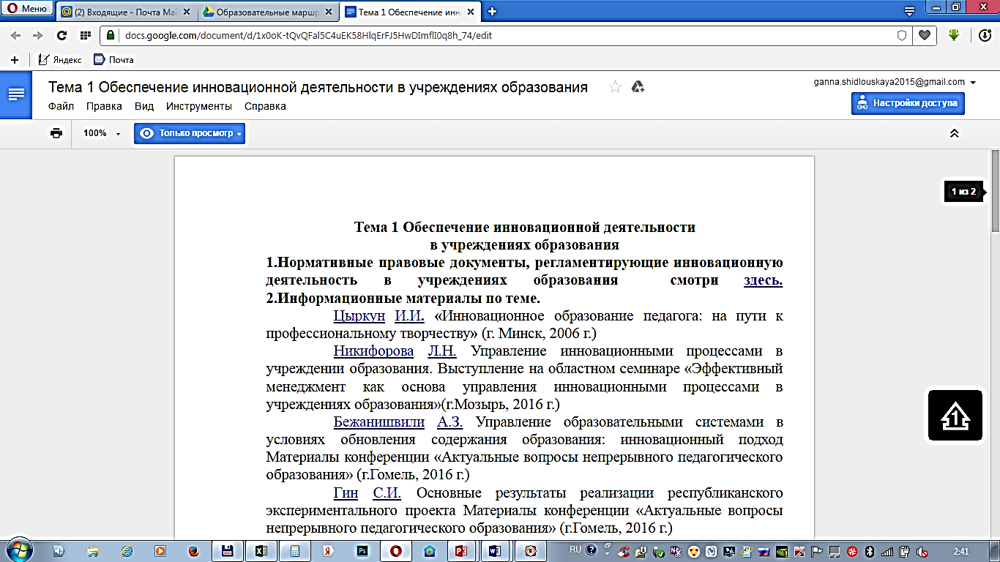 Меню
(2) Входящие - Почта Mai
Образовательные маршр
Тема 1 Обеспечение инно
docs.google.com/document/d/1x0oK-tQvQFaI5C4uEK58HlqErFJ5HwDImflI0q8h_74/edit
Яндекс
Почта
Тема 1 Обеспечение инновационной деятельности в учреждениях образования
ganna.shidlouskaya2015@gmail.com
Файл Правка Вид Инструменты Справка
Настройки доступа
100%
Только просмотр
1 из 2
Тема 1 Обеспечение инновационной деятельности
в учреждениях образования
1.Нормативные правовые документы, регламентирующие инновационную
деятельность в учреждениях образования смотри здесь.
2.Информационные материалы по теме.
Цыркун И.И. «Инновационное образование педагога: на пути к
профессиональному творчеству» (г. Минск, 2006 г.)
Никифорова Л.Н. Управление инновационными процессами в
учреждении образования. Выступление на областном семинаре «Эффективный
менеджмент как основа управления инновационными процессами в
учреждениях образования»(г.Мозырь, 2016 г.)
Бежанишвили А.З. Управление образовательными системами в
условиях обновления содержания образования: инновационный подход
Материалы конференции «Актуальные вопросы непрерывного педагогического
образования» (г.Гомель, 2016 г.)
Гин С.И. Основные результаты реализации республиканского
экспериментального проекта Материалы конференции «Актуальные вопросы
непрерывного педагогического образования» (г.Гомель, 2016 г.)
1
RU
2:41